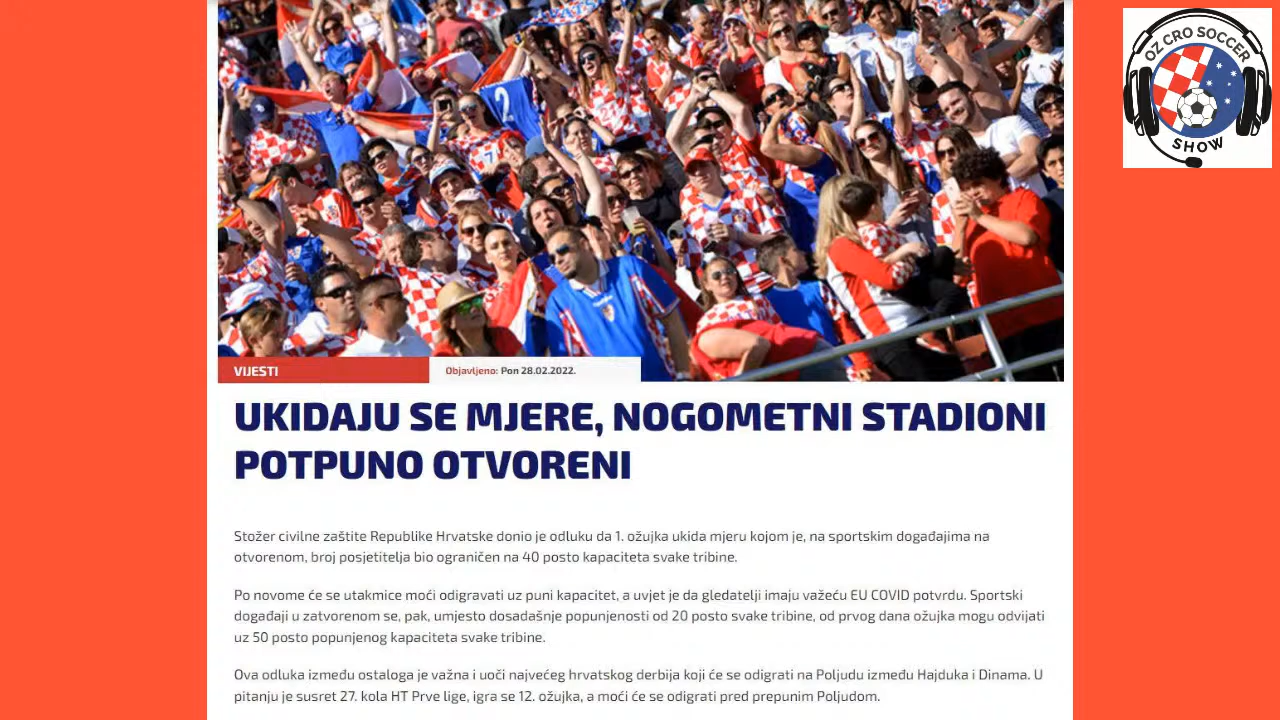 OZ CRO SOCCER
SHOW
2
7
VIJESTI
Objavljeno: Pon 28.02.2022.
UKIDAJU SE MJERE, NOGOMETNI STADIONI
POTPUNO OTVORENI
Stožer civilne zaštite Republike Hrvatske donio je odluku da 1. ožujka ukida mjeru kojom je, na sportskim događajima na
otvorenom, broj posjetitelja bio ograničen na 40 posto kapaciteta svake tribine.
Po novome će se utakmice moći odigravati uz puni kapacitet, a uvjet je da gledatelji imaju važeću EU COVID potvrdu. Sportski
događaji u zatvorenom se, pak, umjesto dosadašnje popunjenosti od 20 posto svake tribine, od prvog dana ožujka mogu odvijati
uz 50 posto popunjenog kapaciteta svake tribine.
Ova odluka između ostaloga je važna i uoči najvećeg hrvatskog derbija koji će se odigrati na Poljudu između Hajduka i Dinama. U
pitanju je susret 27. kola HT Prve lige, igra se 12. ožujka, a moći će se odigrati pred prepunim Poljudom.